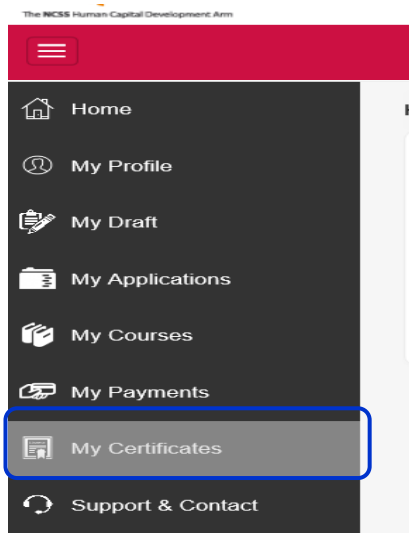 The NCSS Human Capital Development Arm
Home
My Profile
My Draft
My Applications
My Courses
My Payments
My Certificates
Support & Contact